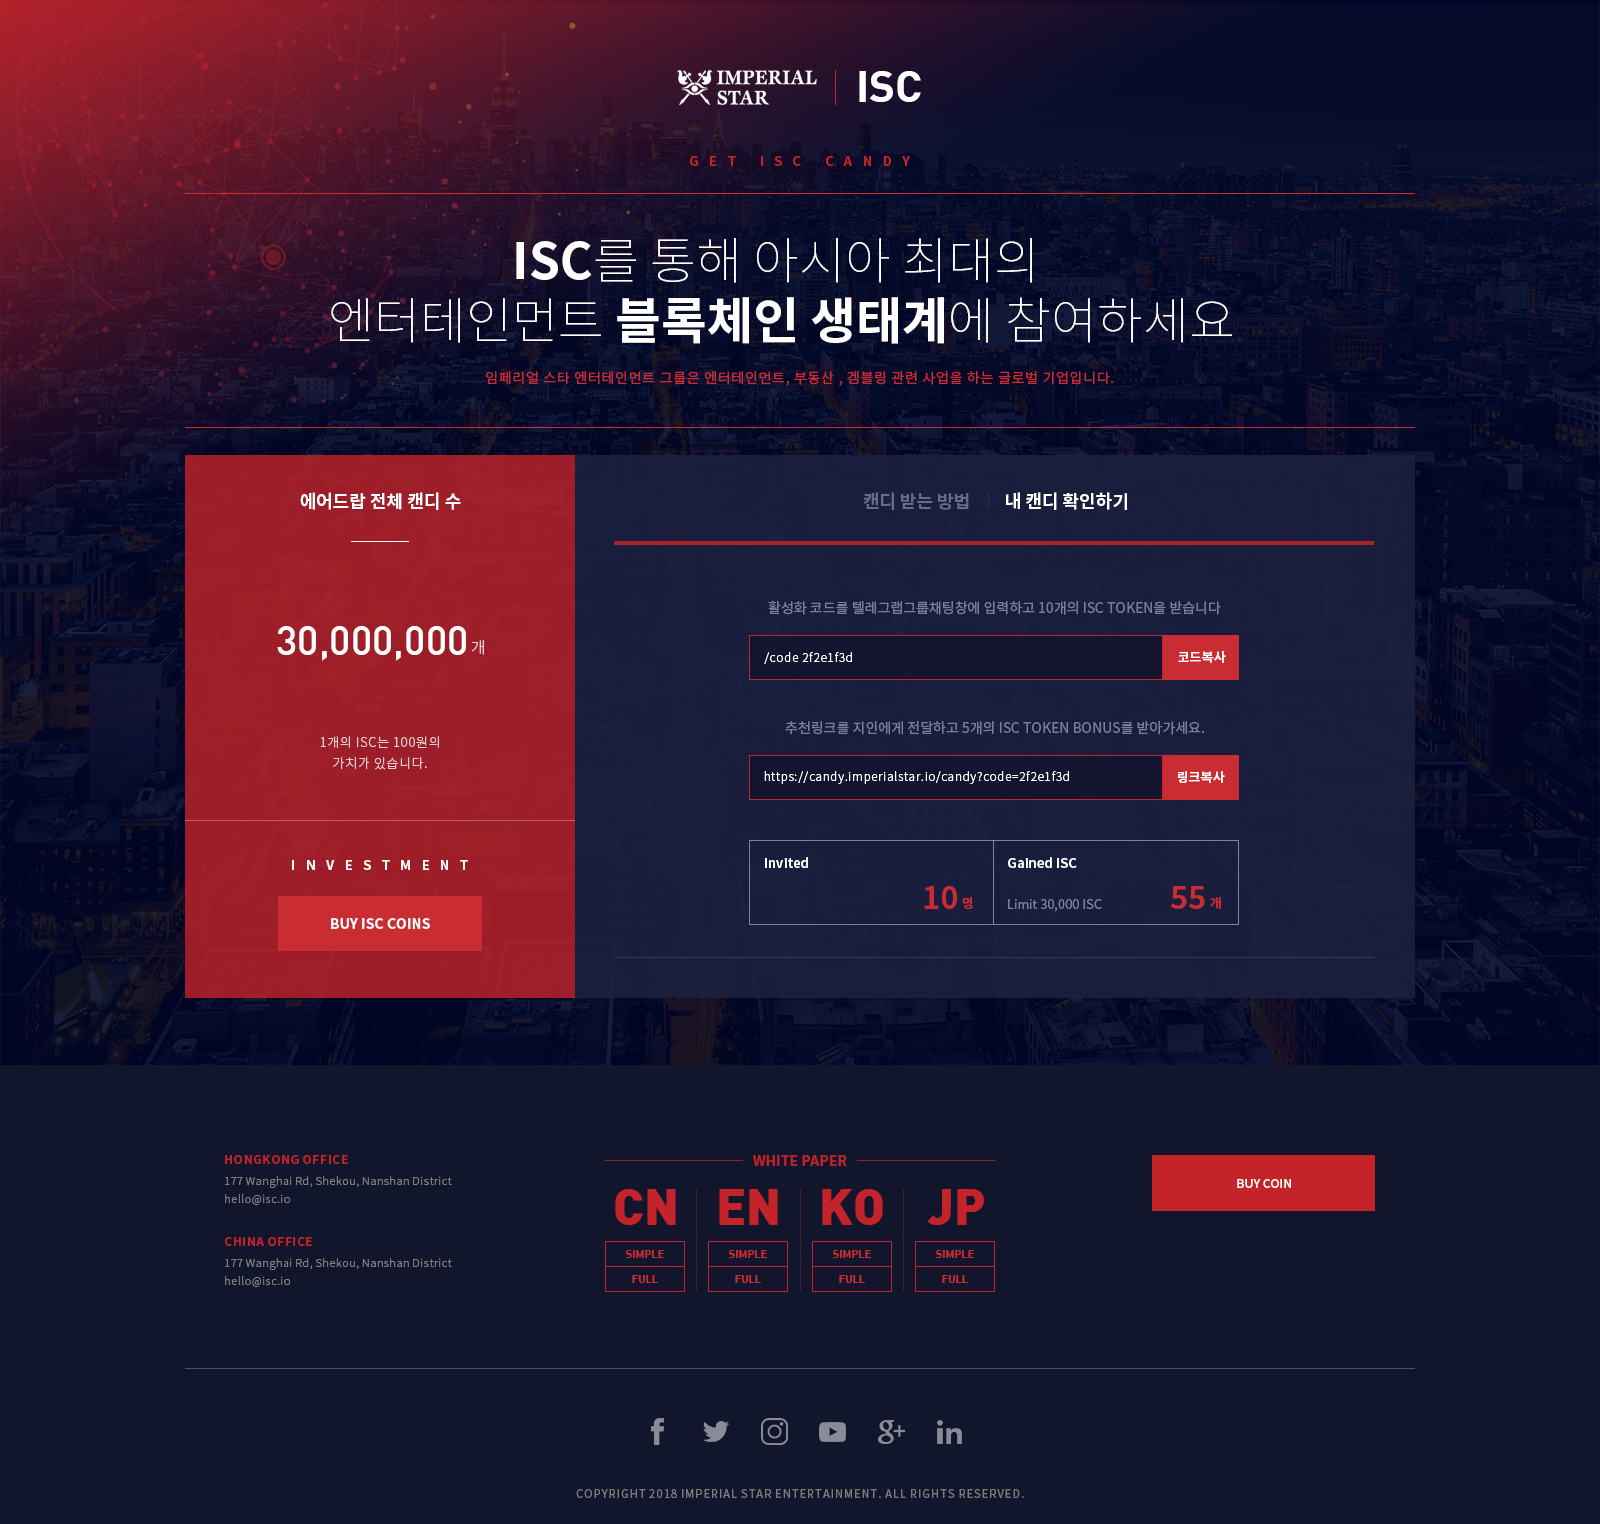 IMPERIAL
STAR
ISC
GET ISC CANDY
ISC를 통해 아시아 최대의
엔터테인먼트 블록체인 생태계에 참여하세요
임페리얼 스타 엔터테인먼트 그룹은 엔터테인먼트, 부동산 , 겜블링 관련 사업을 하는 글로벌 기업입니다.
에어드랍 전체 캔디 수
30,000,000 개
1개의 ISC는 100원의
가치가 있습니다.
INVESTMENT
BUY ISC COINS
캔디 받는 방법
내 캔디 확인하기
활성화 코드를 텔레그랩그룹채팅창에 입력하고 10개의 ISC TOKEN을 받습니다
/code 2f2e1f3d
코드복사
추천링크를 지인에게 전달하고 5개의 ISC TOKEN BONUS를 받아가세요.
https://candy.imperialstar.io/candy?code=2f2e1f3d
링크복사
Invited
10 명
Gained ISC
Limit 30,000 ISC
55 개
HONGKONG OFFICE
177 Wanghai Rd, Shekou, Nanshan District
hello@isc.io
CHINA OFFICE
177 Wanghai Rd, Shekou, Nanshan District
hello@isc.io
WHITE PAPER
CN EN KO JP
SIMPLE SIMPLE SIMPLE SIMPLE
FULL FULL FULL FULL
BUY COIN
COPYRIGHT 2018 IMPERIAL STAR ENTERTAINMENT. ALL RIGHTS RESERVED.